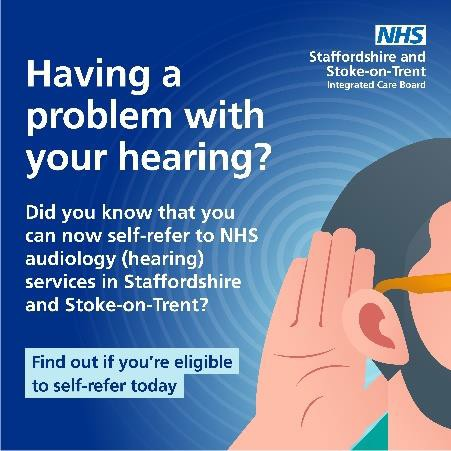 NHS
Staffordshire and
Stoke-on-Trent
Integrated Care Board
Having a
problem with
your hearing?
Did you know that you
can now self-refer to NHS
audiology (hearing)
services in Staffordshire
and Stoke-on-Trent?
Find out if you're eligible
to self-refer today